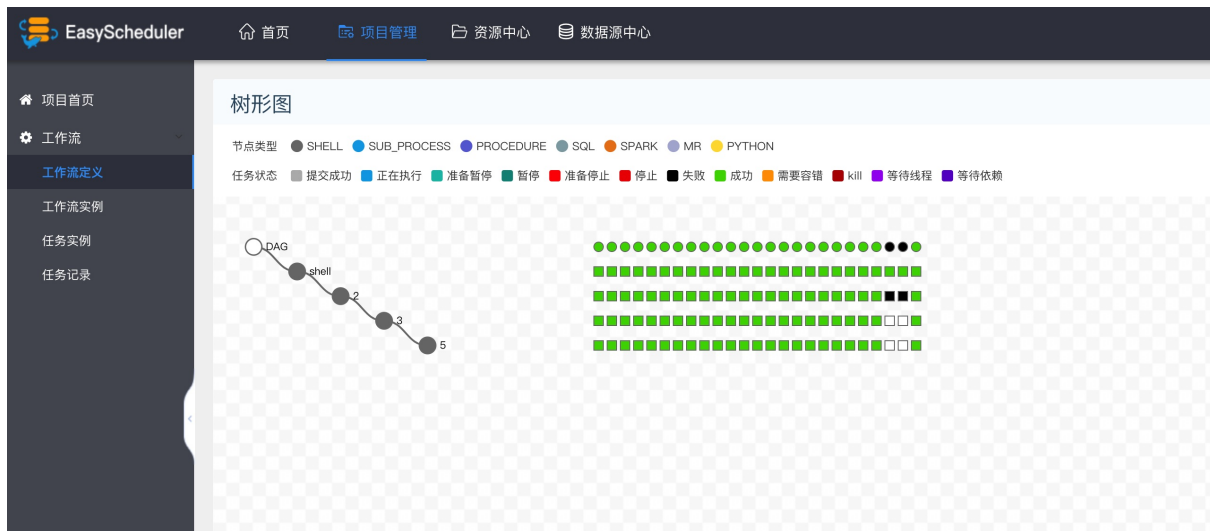 EasyScheduler 首页 项目管理 资源中心 数据源中心
项目首页
工作流
工作流定义
工作流实例
任务实例
任务记录
树形图
节点类型 SHELL SUB_PROCESS PROCEDURE SQL SPARK MR PYTHON
任务状态 提交成功 正在执行 准备暂停 暂停 准备停止 停止 失败 成功 需要容错 kill 等待线程 等待依赖
DAG
shell
2
3
5